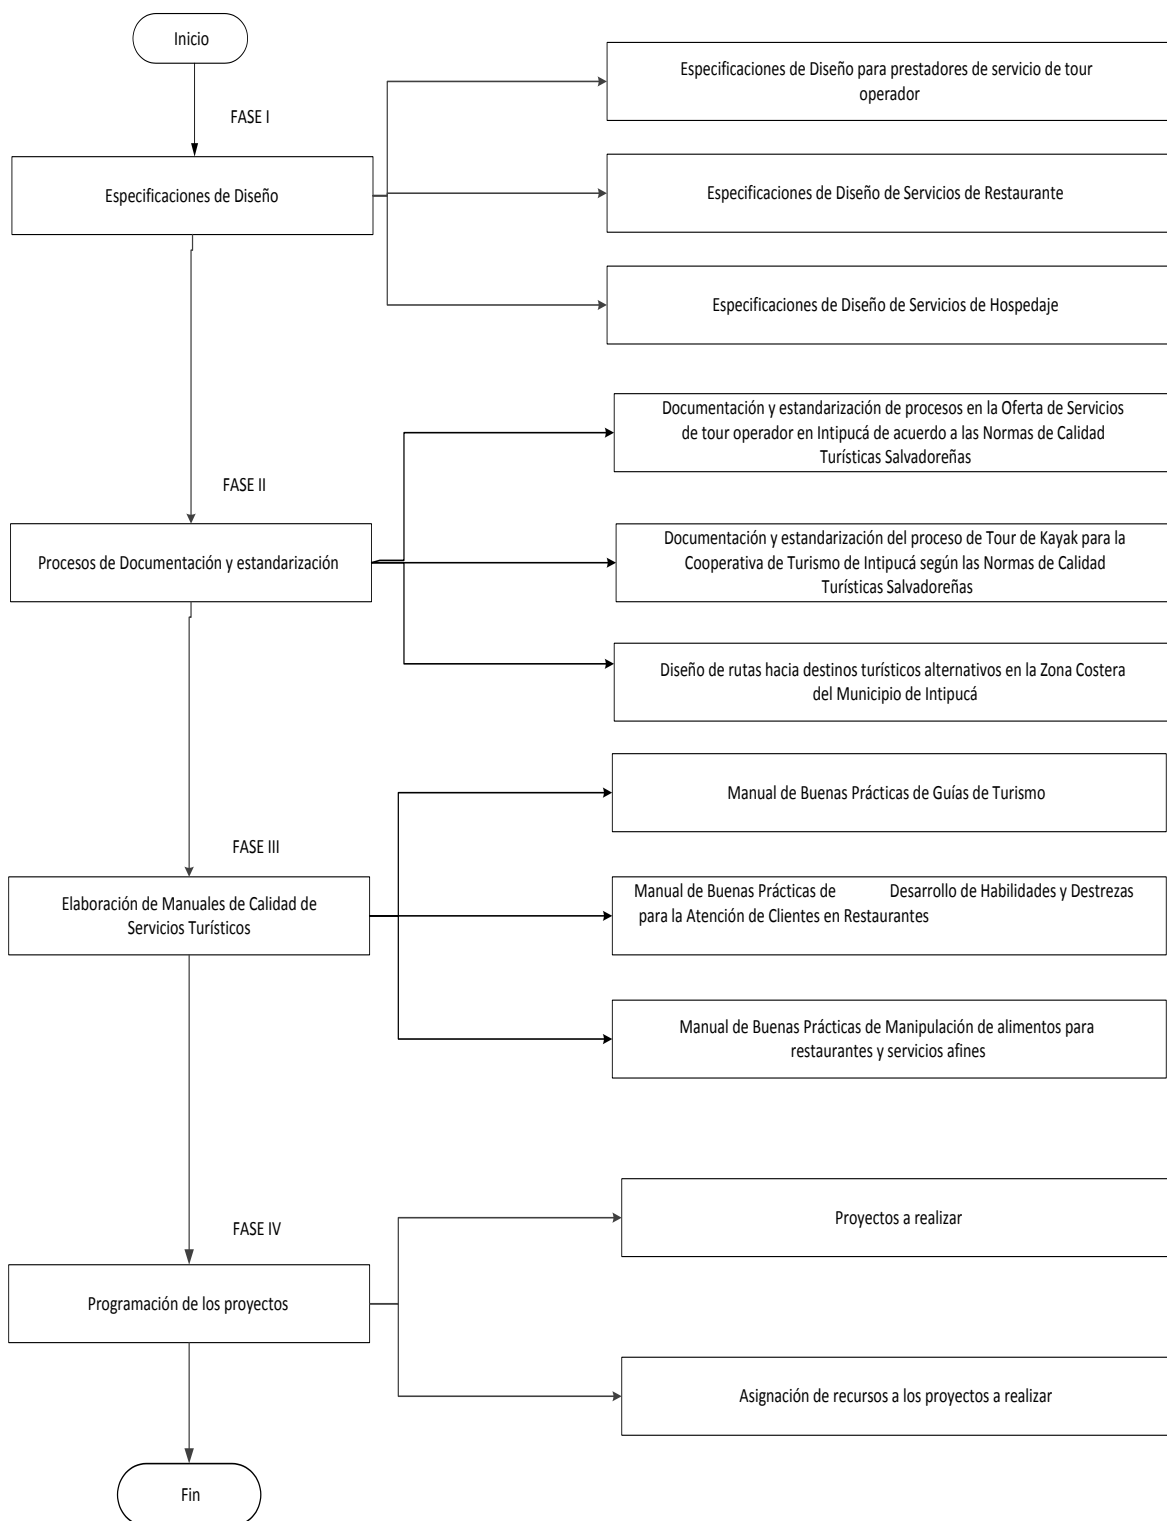 Inicio
FASE I
Especificaciones de Diseño
Especificaciones de Diseño para prestadores de servicio de tour
operador
Especificaciones de Diseño de Servicios de Restaurante
Especificaciones de Diseño de Servicios de Hospedaje
FASE II
Procesos de Documentación y estandarización
Documentación y estandarización de procesos en la Oferta de Servicios
de tour operador en Intipucá de acuerdo a las Normas de Calidad
Turísticas Salvadoreñas
Documentación y estandarización del proceso de Tour de Kayak para la
Cooperativa de Turismo de Intipucá según las Normas de Calidad
Turísticas Salvadoreñas
Diseño de rutas hacia destinos turísticos alternativos en la Zona Costera
del Municipio de Intipucá
FASE III
Elaboración de Manuales de Calidad de
Servicios Turísticos
Manual de Buenas Prácticas de Guías de Turismo
Manual de Buenas Prácticas de Desarrollo de Habilidades y Destrezas
para la Atención de Clientes en Restaurantes
Manual de Buenas Prácticas de Manipulación de alimentos para
restaurantes y servicios afines
FASE IV
Programación de los proyectos
Proyectos a realizar
Asignación de recursos a los proyectos a realizar
Fin